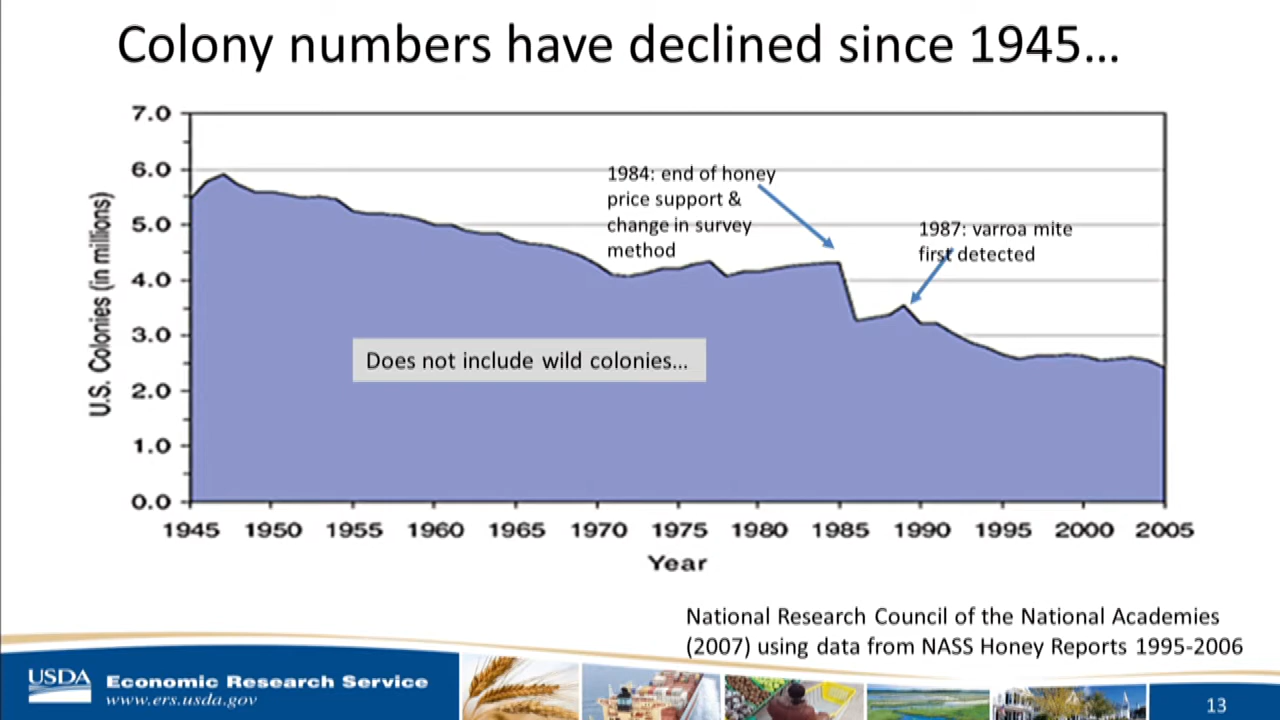 Colony numbers have declined since 1945...
7.0
6.0
5.0
4.0
3.0
2.0
1.0
0.0
U.S. Colonies (in millions)
1984: end of honey
price support &
change in survey
method
1987: varroa mite
first detected
Does not include wild colonies...
1945 1950 1955 1960 1965 1970 1975 1980 1985 1990 1995 2000 2005
Year
National Research Council of the National Academies
(2007) using data from NASS Honey Reports 1995-2006
USDA
Economic Research Service
www.ers.usda.gov
13